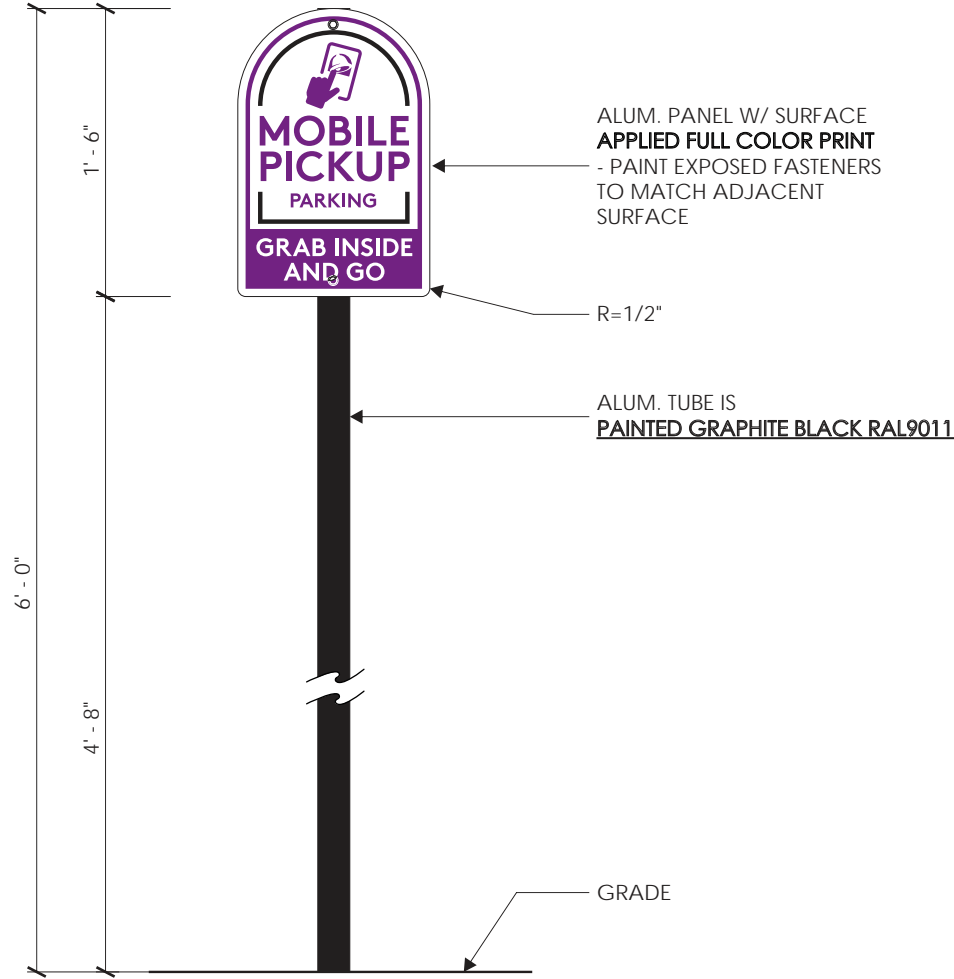 MOBILE
PICKUP
PARKING
GRAB INSIDE
AND GO
1' - 6"
6' - 0"
4' - 8"
ALUM. PANEL W/ SURFACE
APPLIED FULL COLOR PRINT
- PAINT EXPOSED FASTENERS
TO MATCH ADJACENT
SURFACE
R=1/2"
ALUM. TUBE IS
PAINTED GRAPHITE BLACK RAL9011
GRADE